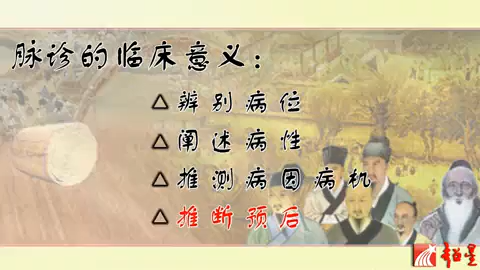 脉诊的临床意义：
△辨别病位
△阐述病性
△推测病因病机
△推断预后